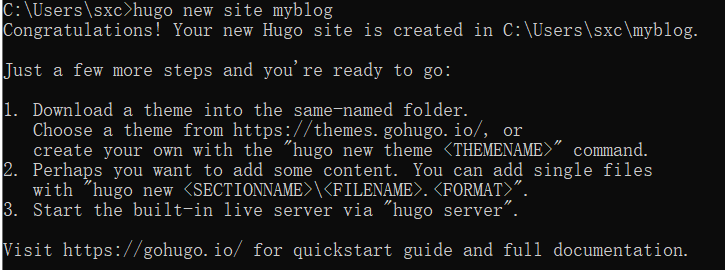 C:\Users\sxc>hugo new site myblog
Congratulations! Your new Hugo site is created in C:\Users\sxc\myblog.
Just a few more steps and you're ready to go:
1. Download a theme into the same-named folder.
Choose a theme from https://themes.gohugo.io/, or
create your own with the "hugo new theme <THEMENAME>" command.
2. Perhaps you want to add some content. You can add single files
with "hugo new <SECTIONNAME>\<FILENAME>.<FORMAT>".
3. Start the built-in live server via "hugo server".
Visit https://gohugo.io/ for quickstart guide and full documentation.